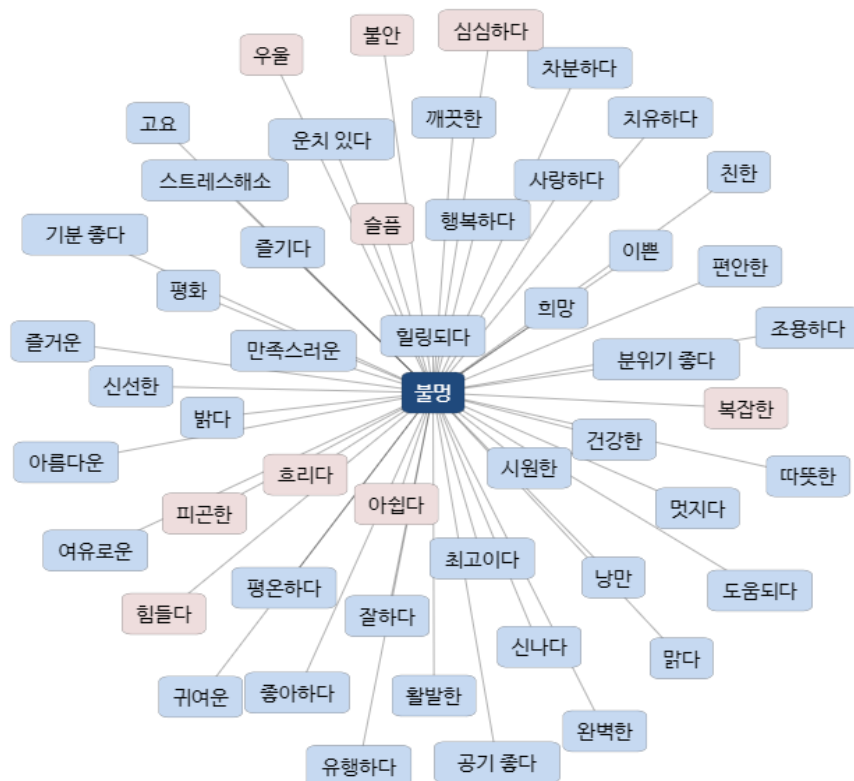 불안
심심하다
우울
차분하다
고요
깨끗한
치유하다
운치 있다
스트레스해소
사랑하다
친한
슬픔
행복하다
기분 좋다
즐기다
이쁜
편안한
평화
희망
즐거운
만족스러운
힐링되다
조용하다
분위기 좋다
신선한
불멍
복잡한
밝다
건강한
아름다운
흐리다
시원한
따뜻한
피곤한
아쉽다
멋지다
여유로운
최고이다
평온하다
낭만
도움되다
힘들다
잘하다
신나다
맑다
귀여운
좋아하다
활발한
완벽한
유행하다
공기 좋다